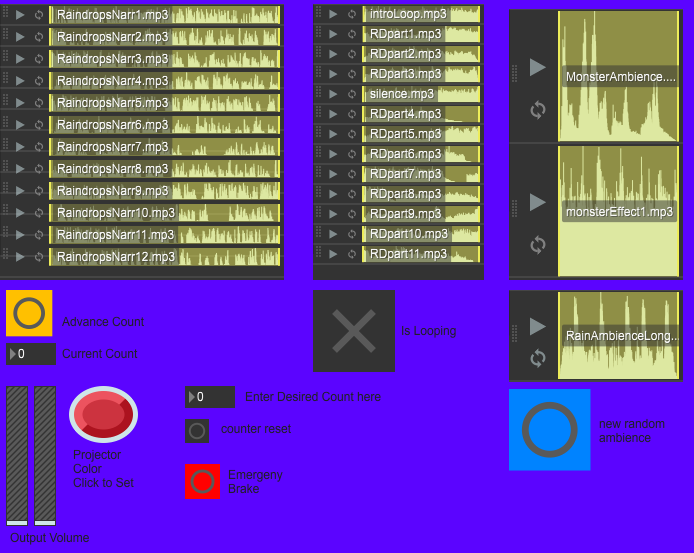 RaindropsNarr1.mp3
RaindropsNarr2.mp3
RaindropsNarr3.mp3
RaindropsNarr4.mp3
RaindropsNarr5.mp3
RaindropsNarr6.mp3
RaindropsNarr7.mp3
RaindropsNarr8.mp3
RaindropsNarr9.mp3
RaindropsNarr10.mp3
RaindropsNarr11.mp3
RaindropsNarr12.mp3
introLoop.mp3
RDpart1.mp3
RDpart2.mp3
RDpart3.mp3
silence.mp3
RDpart4.mp3
RDpart5.mp3
RDpart6.mp3
RDpart7.mp3
RDpart8.mp3
RDpart9.mp3
RDpart10.mp3
RDpart11.mp3
MonsterAmbience....
monsterEffect1.mp3
RainAmbienceLong...
Advance Count
0
Current Count
Is Looping
new random
ambience
0
Enter Desired Count here
counter reset
Emergeny
Brake
Projector
Color
Click to Set
Output Volume